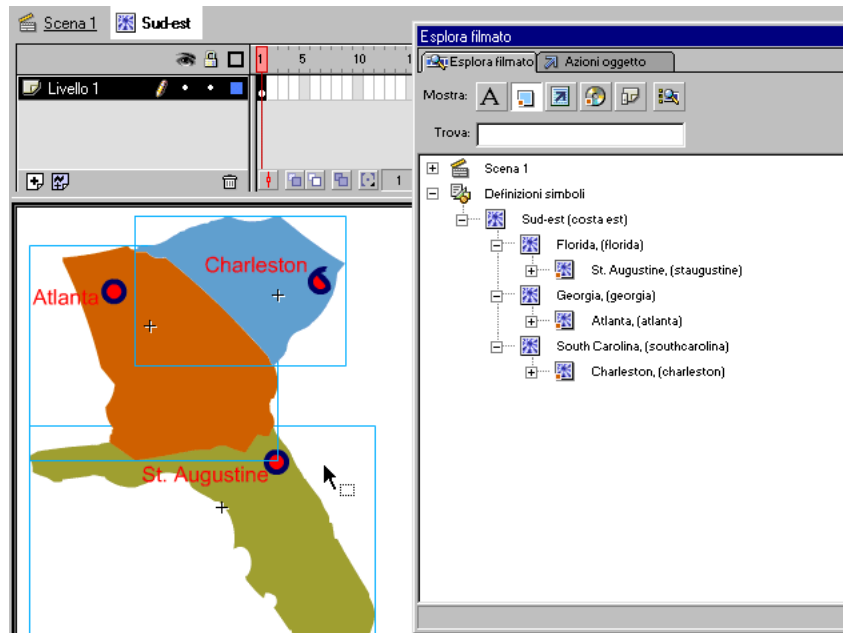 Scena 1 Sud-est
1 5 10 1
Livello 1
1
Charleston
Atlanta
St. Augustine
Esplora filmato
Esplora filmato Azioni oggetto
Mostra: A
Trova:
Scena 1
Definizioni simboli
Sud-est (costa est)
Florida, (florida)
St. Augustine, (staugustine)
Georgia, (georgia)
Atlanta, (atlanta)
South Carolina, (southcarolina)
Charleston, (charleston)